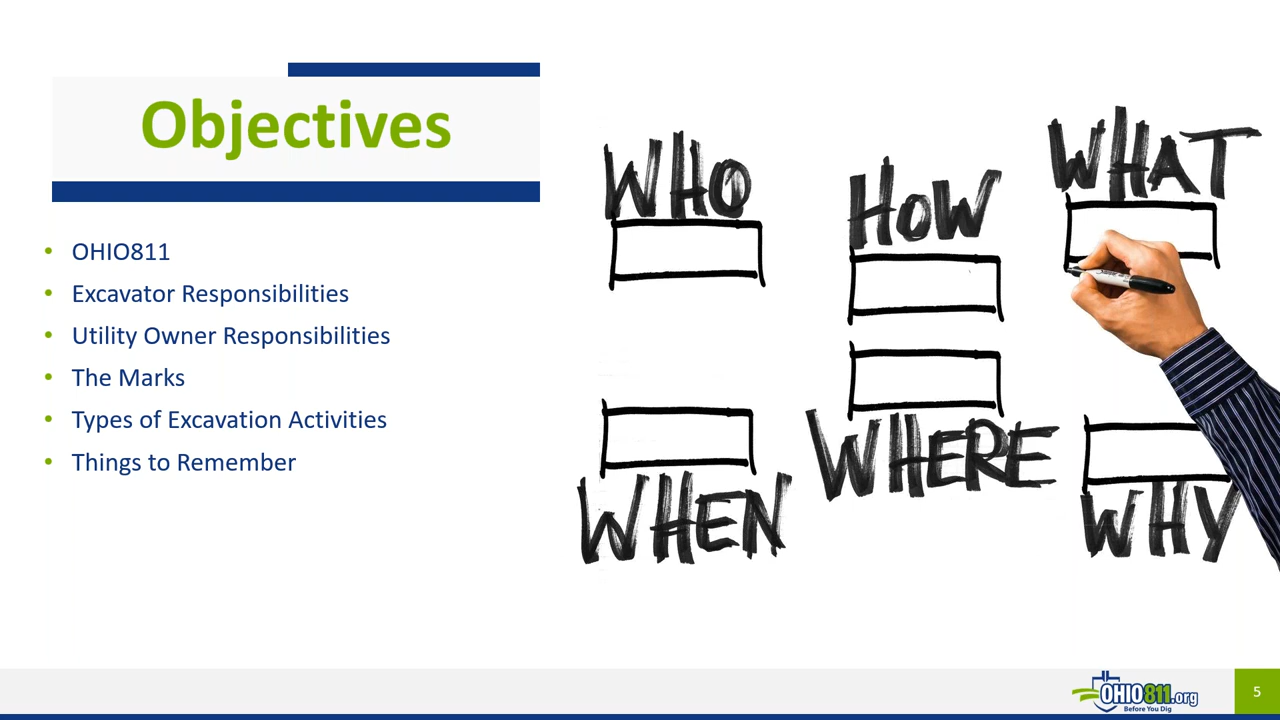 Objectives
• OHIO811
• Excavator Responsibilities
• Utility Owner Responsibilities
• The Marks
• Types of Excavation Activities
• Things to Remember
WHO
HOW
WHAT
WHEN
WHERE
WHY
OHIO811.org
Before You Dig
5